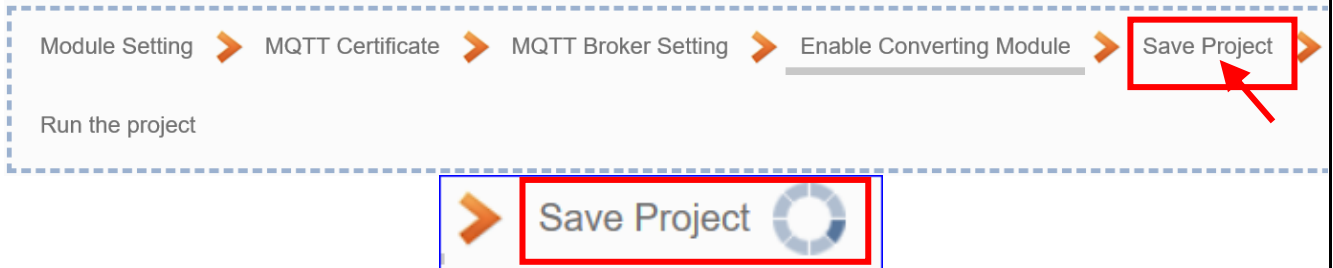 Module Setting MQTT Certificate MQTT Broker Setting Enable Converting Module Save Project
Run the project
Save Project